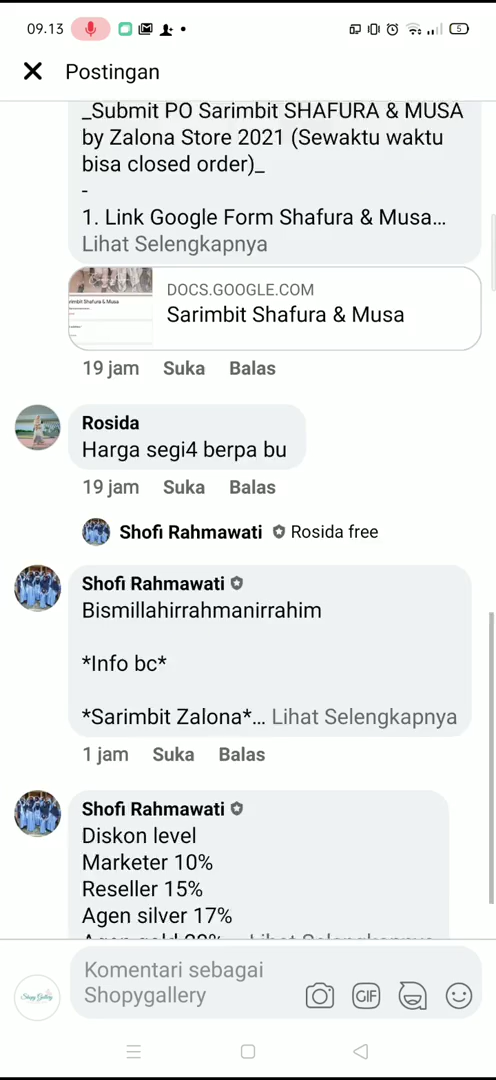 09.13
5
Postingan
_Submit PO Sarimbit SHAFURA & MUSA
by Zalona Store 2021 (Sewaktu waktu
bisa closed order)_
-
1. Link Google Form Shafura & Musa...
Lihat Selengkapnya
DOCS.GOOGLE.COM
Sarimbit Shafura & Musa
19 jam Suka Balas
Rosida
Harga segi4 berpa bu
19 jam Suka Balas
Shofi Rahmawati Rosida free
Shofi Rahmawati
Bismillahirrahmanirrahim
*Info bc*
*Sarimbit Zalona*... Lihat Selengkapnya
1 jam Suka Balas
Shofi Rahmawati
Diskon level
Marketer 10%
Reseller 15%
Agen silver 17%
Komentari sebagai
Shopygallery
GIF